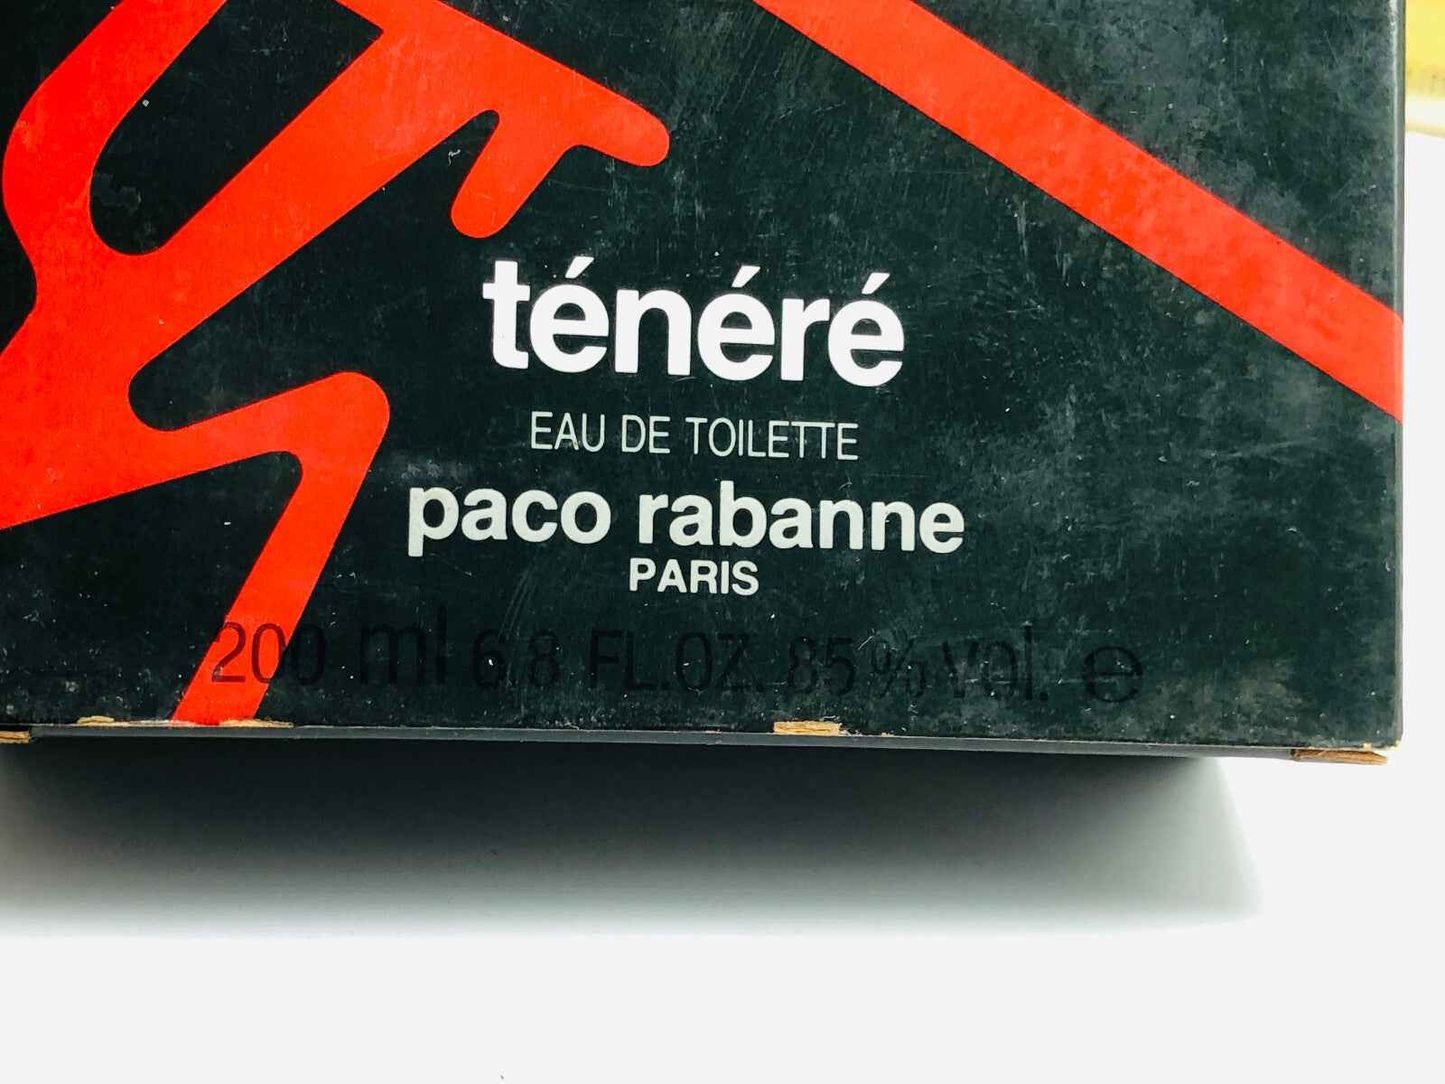 ténéré
EAU DE TOILETTE
paco rabanne
PARIS
200 ml 6.8 FL.OZ. 85% vol. ℮